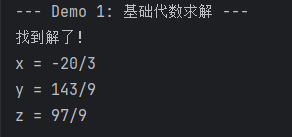 --- Demo 1: 基础代数求解 ---
找到解了!
x = -20/3
y = 143/9
z = 97/9